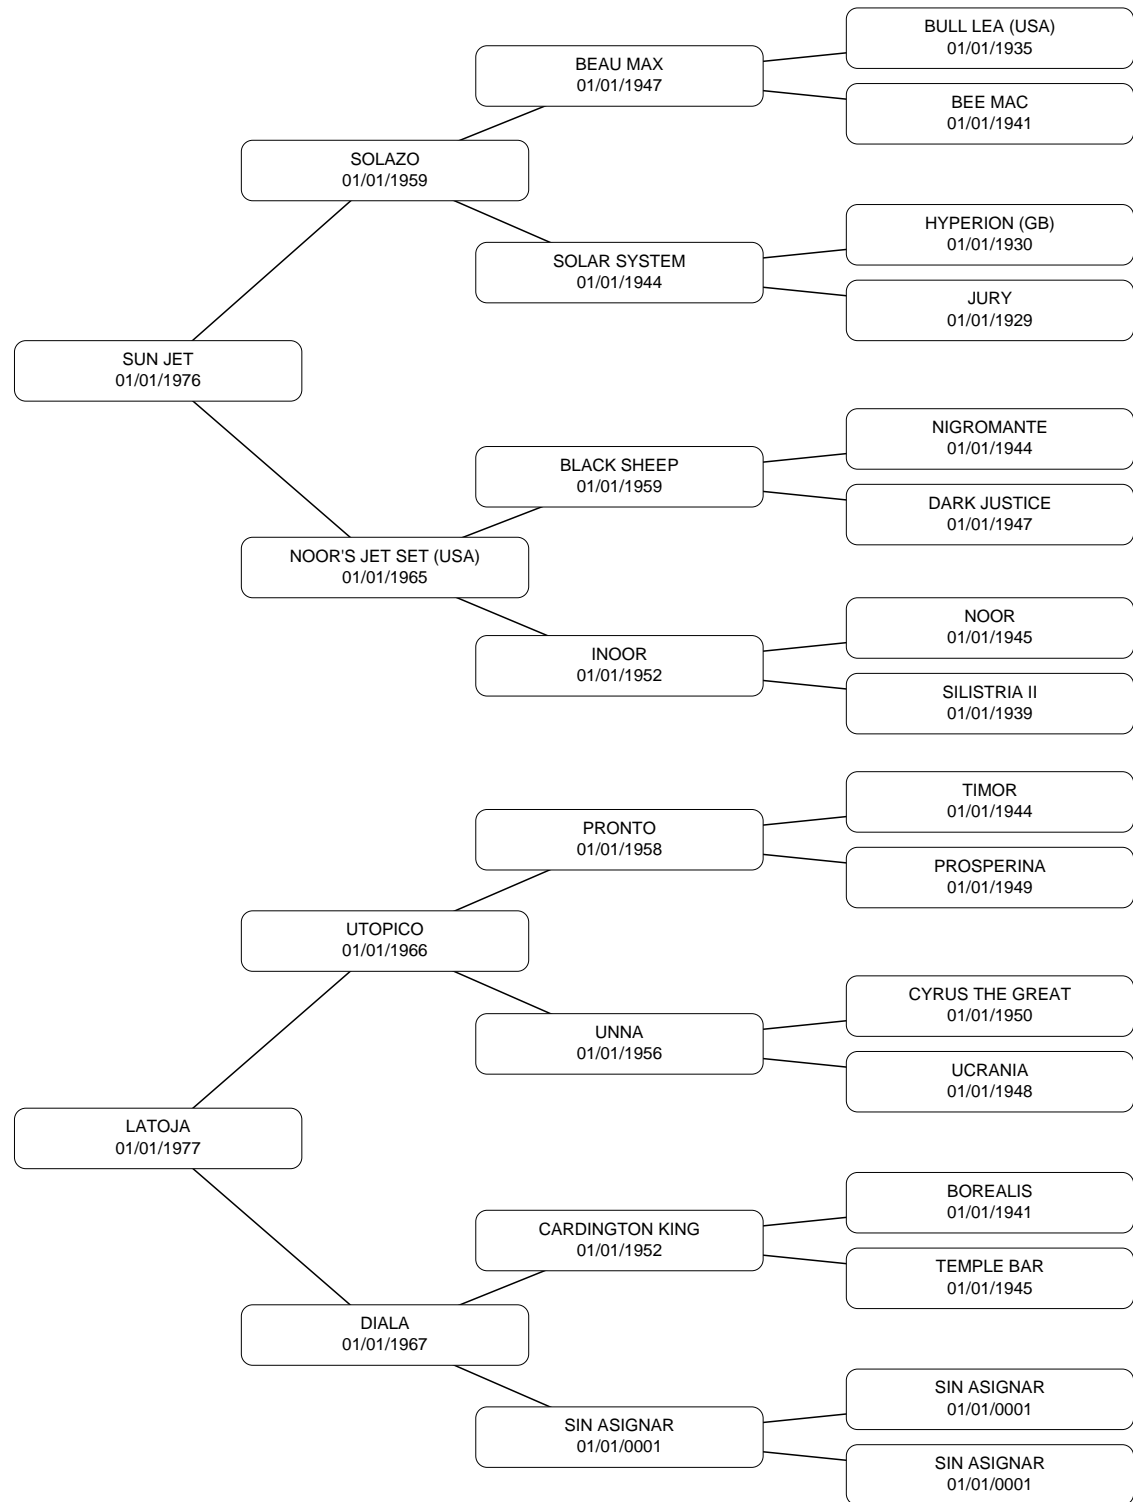 BULL LEA (USA)
01/01/1935
BEAU MAX
01/01/1947
BEE MAC
01/01/1941
SOLAZO
01/01/1959
HYPERION (GB)
01/01/1930
SOLAR SYSTEM
01/01/1944
JURY
01/01/1929
SUN JET
01/01/1976
NIGROMANTE
01/01/1944
BLACK SHEEP
01/01/1959
DARK JUSTICE
01/01/1947
NOOR'S JET SET (USA)
01/01/1965
NOOR
01/01/1945
INOOR
01/01/1952
SILISTRIA II
01/01/1939
TIMOR
01/01/1944
PRONTO
01/01/1958
PROSPERINA
01/01/1949
UTOPICO
01/01/1966
CYRUS THE GREAT
01/01/1950
UNNA
01/01/1956
UCRANIA
01/01/1948
LATOJA
01/01/1977
BOREALIS
01/01/1941
CARDINGTON KING
01/01/1952
TEMPLE BAR
01/01/1945
DIALA
01/01/1967
SIN ASIGNAR
01/01/0001
SIN ASIGNAR
01/01/0001
SIN ASIGNAR
01/01/0001